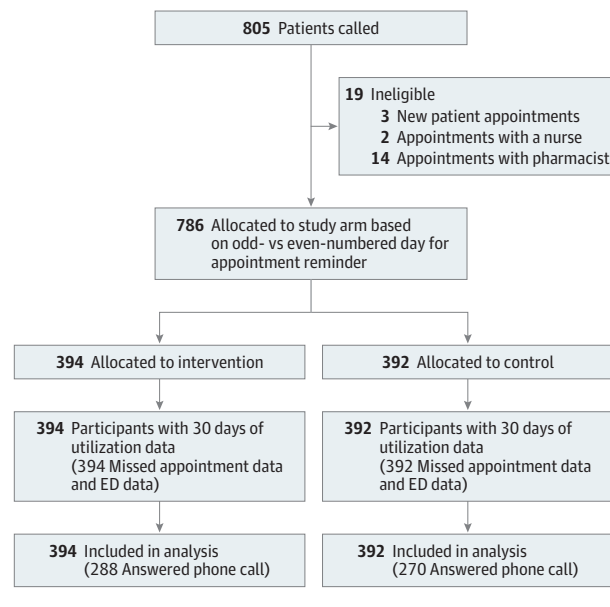 805 Patients called
19 Ineligible
3 New patient appointments
2 Appointments with a nurse
14 Appointments with pharmacist
786 Allocated to study arm based
on odd- vs even-numbered day for
appointment reminder
394 Allocated to intervention
392 Allocated to control
394 Participants with 30 days of
utilization data
(394 Missed appointment data
and ED data)
392 Participants with 30 days of
utilization data
(392 Missed appointment data
and ED data)
394 Included in analysis
(288 Answered phone call)
392 Included in analysis
(270 Answered phone call)